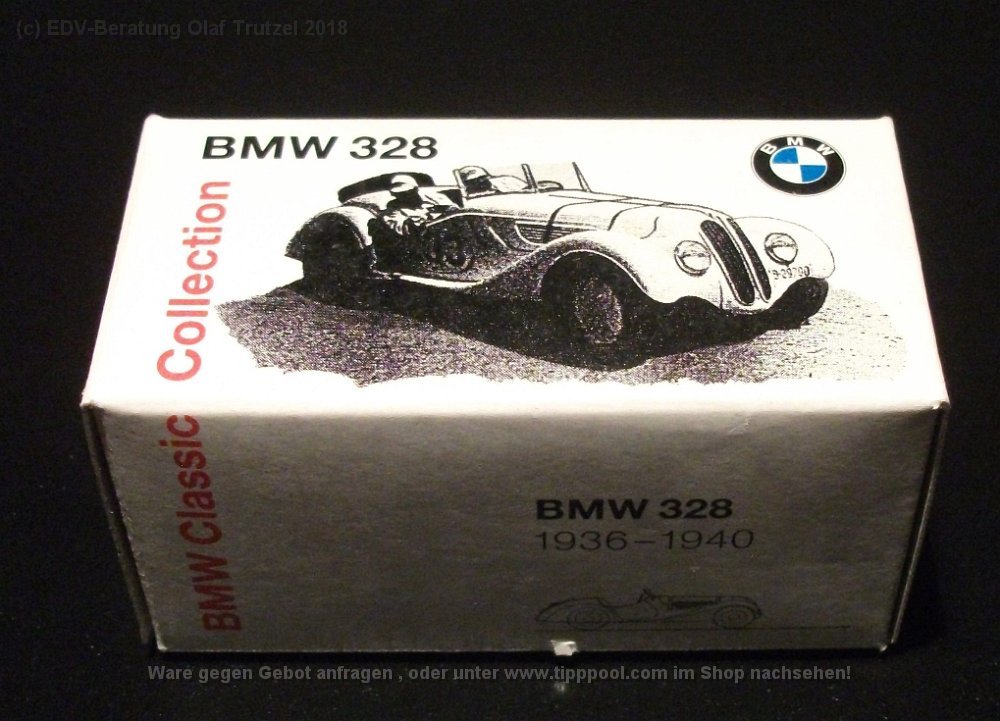 (c) EDV-Beratung Olaf Trutzel 2018
BMW 328
BMW
BMW Classic Collection
BMW 328
1936–1940
Ware gegen Gebot anfragen , oder unter www.tipppool.com im Shop nachsehen!